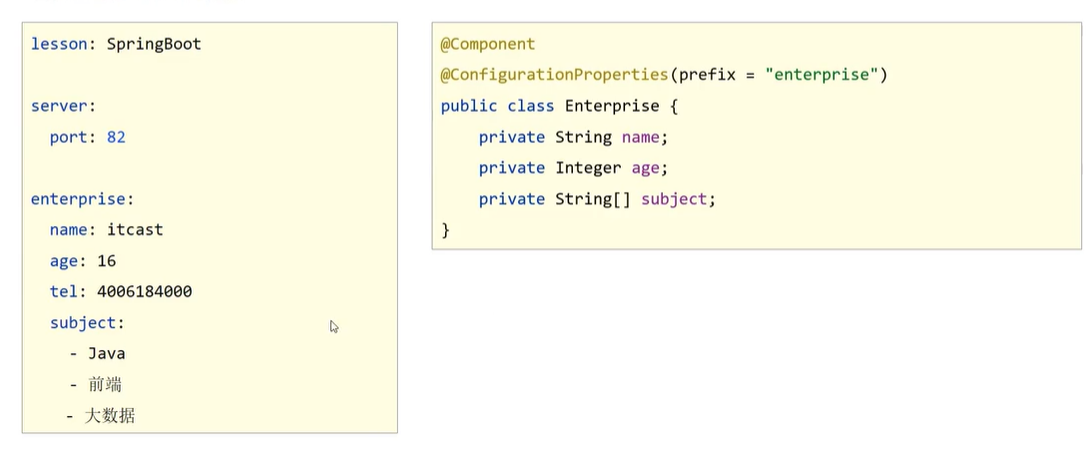 lesson: SpringBoot
server:
  port: 82
enterprise:
  name: itcast
  age: 16
  tel: 4006184000
  subject:
    - Java
    - 前端
    - 大数据
@Component
@ConfigurationProperties(prefix = "enterprise")
public class Enterprise {
    private String name;
    private Integer age;
    private String[] subject;
}